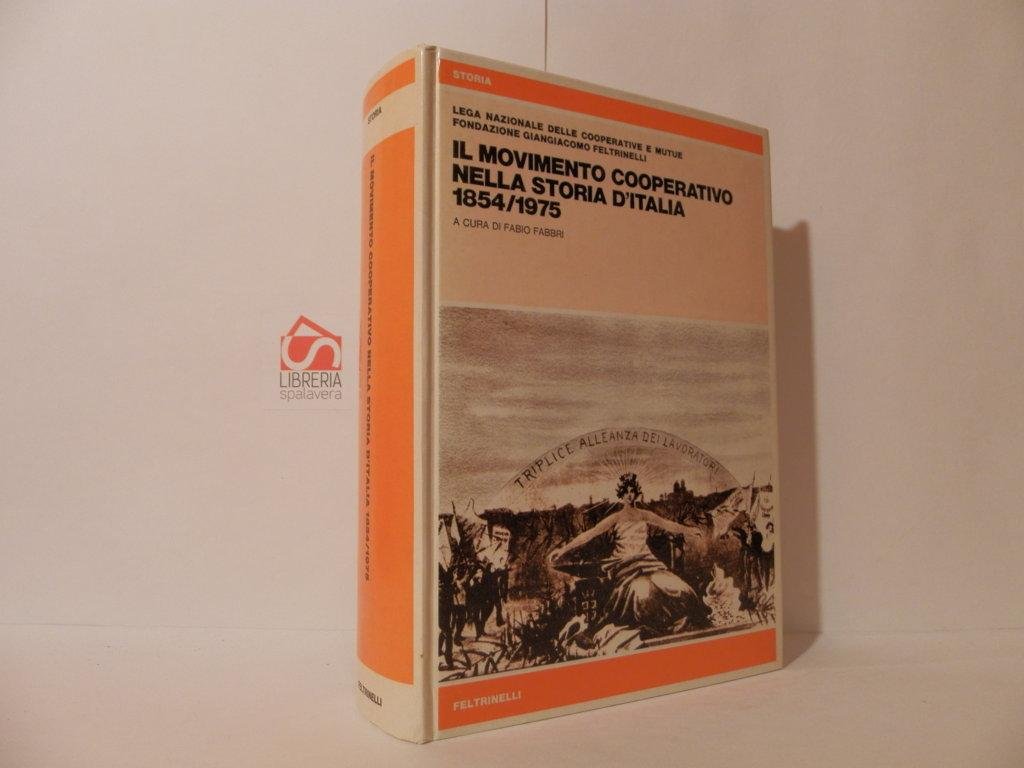 STORIA
LEGA NAZIONALE DELLE COOPERATIVE E MUTUE
FONDAZIONE GIANGIACOMO FELTRINELLI
IL MOVIMENTO COOPERATIVO
NELLA STORIA D'ITALIA
1854/1975
A CURA DI FABIO FABBRI
TRIPLICE ALLEANZA DEI LAVORATORI
FELTRINELLI
STORIA
IL MOVIMENTO COOPERATIVO NELLA STORIA D'ITALIA 1854/1975
FELTRINELLI
LIBRERIA
spalavera